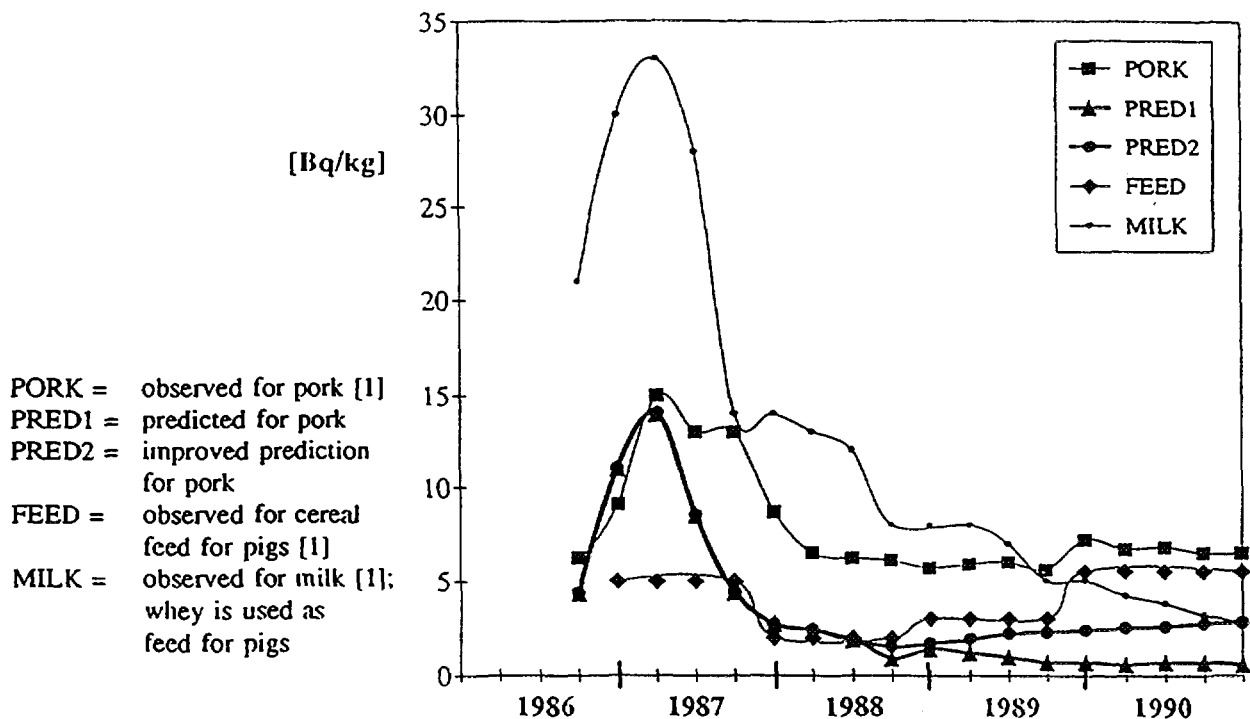 35
30
25
20
15
10
5
0
[Bq/kg]
PORK
PRED1
PRED2
FEED
MILK
PORK = observed for pork [1]
PRED1 = predicted for pork
PRED2 = improved prediction
for pork
FEED = observed for cereal
feed for pigs [1]
MILK = observed for milk [1];
whey is used as
feed for pigs
1986 1987 1988 1989 1990